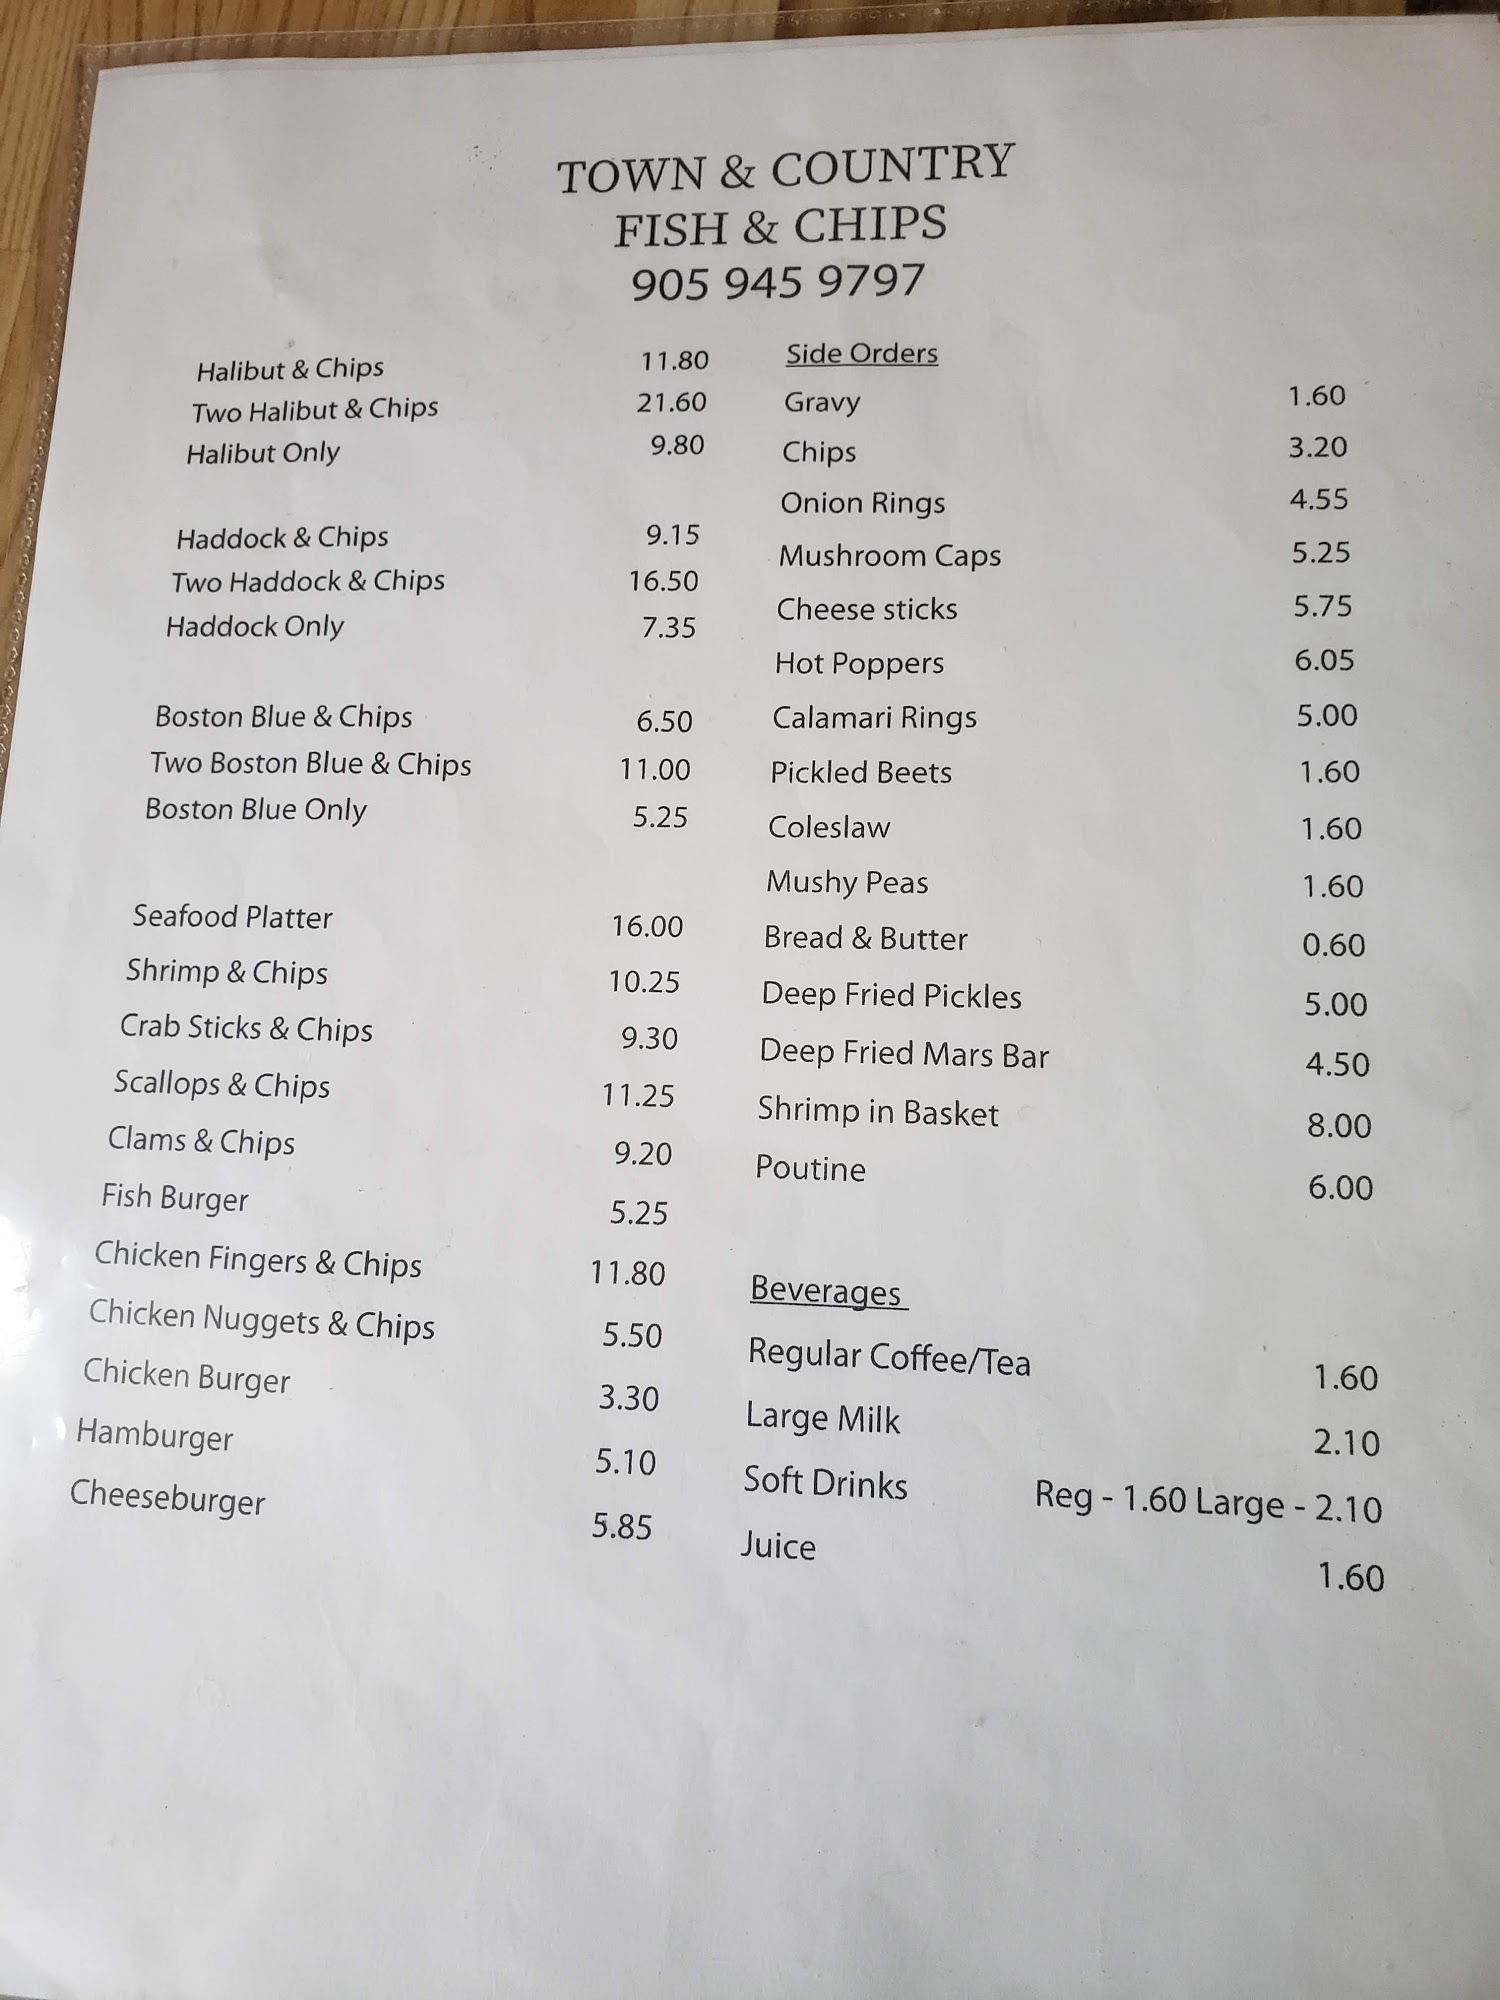 TOWN & COUNTRY
FISH & CHIPS
905 945 9797
Halibut & Chips 11.80
Two Halibut & Chips 21.60
Halibut Only 9.80
Haddock & Chips 9.15
Two Haddock & Chips 16.50
Haddock Only 7.35
Boston Blue & Chips 6.50
Two Boston Blue & Chips 11.00
Boston Blue Only 5.25
Seafood Platter 16.00
Shrimp & Chips 10.25
Crab Sticks & Chips 9.30
Scallops & Chips 11.25
Clams & Chips 9.20
Fish Burger 5.25
Chicken Fingers & Chips 11.80
Chicken Nuggets & Chips 5.50
Chicken Burger 3.30
Hamburger 5.10
Cheeseburger 5.85
Side Orders
Gravy 1.60
Chips 3.20
Onion Rings 4.55
Mushroom Caps 5.25
Cheese sticks 5.75
Hot Poppers 6.05
Calamari Rings 5.00
Pickled Beets 1.60
Coleslaw 1.60
Mushy Peas 1.60
Bread & Butter 0.60
Deep Fried Pickles 5.00
Deep Fried Mars Bar 4.50
Shrimp in Basket 8.00
Poutine 6.00
Beverages
Regular Coffee/Tea 1.60
Large Milk 2.10
Soft Drinks Reg - 1.60 Large - 2.10
Juice 1.60